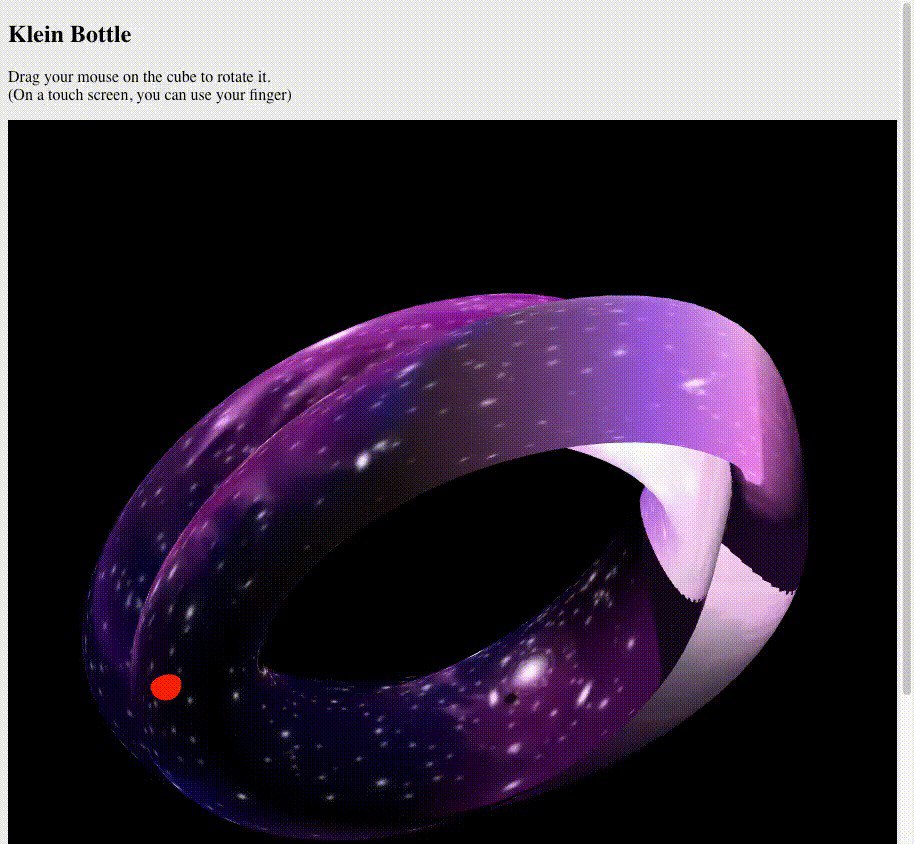 Klein Bottle
Drag your mouse on the cube to rotate it.
(On a touch screen, you can use your finger)